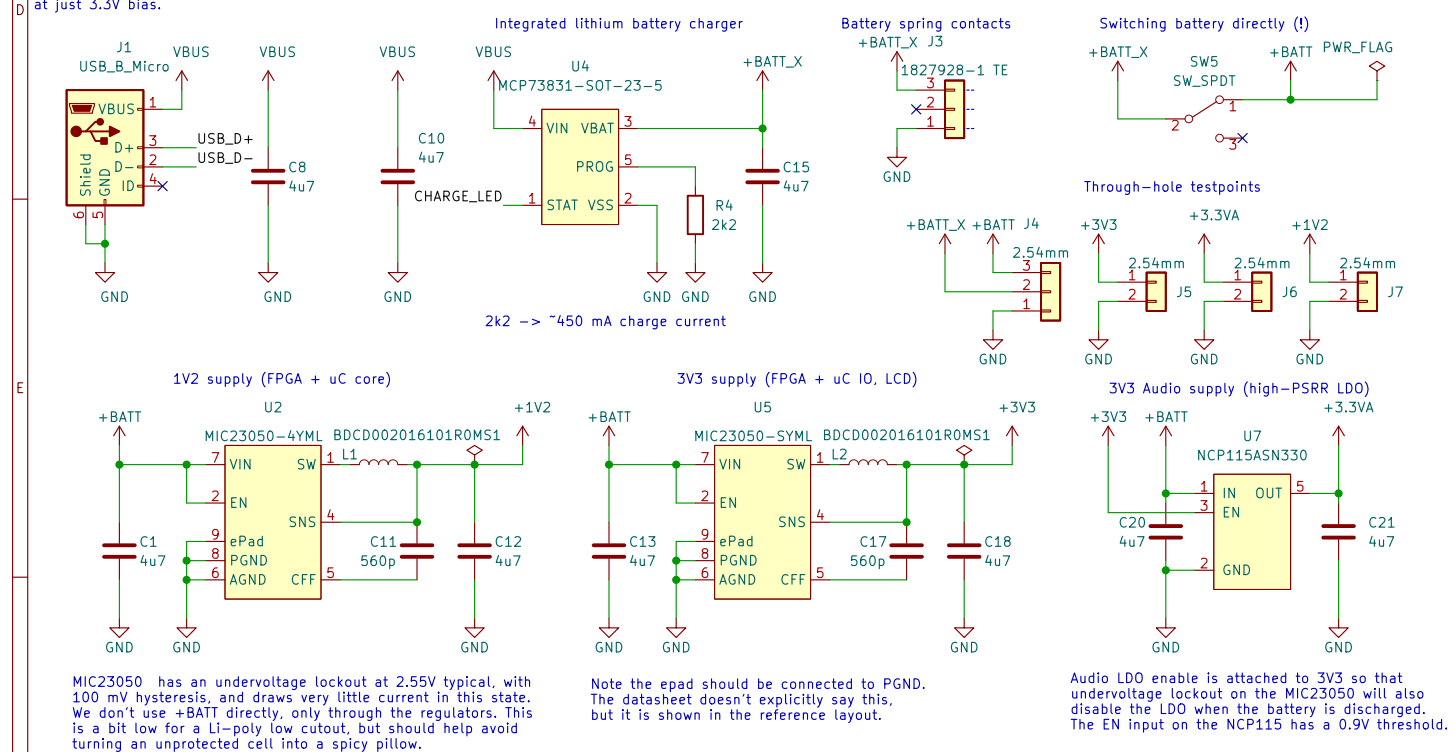 D
at just 3.3V bias.
Integrated lithium battery charger
Battery spring contacts
Switching battery directly (!)
J1
USB_B_Micro
VBUS
VBUS
1
VBUS
3
D+
USB_D+
2
D-
USB_D-
4
ID
Shield
GND
6
5
GND
VBUS
C8
4u7
GND
VBUS
C10
4u7
GND
VBUS
U4
MCP73831-SOT-23-5
4
VIN
VBAT
3
PROG
5
CHARGE_LED
1
STAT
VSS
2
GND
R4
2k2
GND
+BATT_X
C15
4u7
GND
2k2 -> ~450 mA charge current
+BATT_X
J3
1827928-1 TE
3
2
1
GND
+BATT_X
SW5
SW_SPDT
+BATT
PWR_FLAG
1
2
3
Through-hole testpoints
+BATT_X
+BATT
J4
2.54mm
3
2
1
GND
+3V3
2.54mm
1
2
J5
GND
+3.3VA
2.54mm
1
2
J6
GND
+1V2
2.54mm
1
2
J7
GND
E
1V2 supply (FPGA + uC core)
+BATT
U2
MIC23050-4YML
BDCD002016101R0MS1
+1V2
7
VIN
SW
1
L1
2
EN
SNS
4
9
ePad
8
PGND
6
AGND
CFF
5
C1
4u7
C11
560p
C12
4u7
GND
GND
GND
MIC23050  has an undervoltage lockout at 2.55V typical, with
100 mV hysteresis, and draws very little current in this state.
We don't use +BATT directly, only through the regulators. This
is a bit low for a Li-poly low cutout, but should help avoid
turning an unprotected cell into a spicy pillow.
3V3 supply (FPGA + uC IO, LCD)
+BATT
U5
MIC23050-SYML
BDCD002016101R0MS1
+3V3
7
VIN
SW
1
L2
2
EN
SNS
4
9
ePad
8
PGND
6
AGND
CFF
5
C13
4u7
C17
560p
C18
4u7
GND
GND
GND
Note the epad should be connected to PGND.
The datasheet doesn't explicitly say this,
but it is shown in the reference layout.
3V3 Audio supply (high-PSRR LDO)
+3V3
+BATT
+3.3VA
U7
NCP115ASN330
1
IN
OUT
5
3
EN
2
GND
C20
4u7
C21
4u7
GND
GND
Audio LDO enable is attached to 3V3 so that
undervoltage lockout on the MIC23050 will also
disable the LDO when the battery is discharged.
The EN input on the NCP115 has a 0.9V threshold.